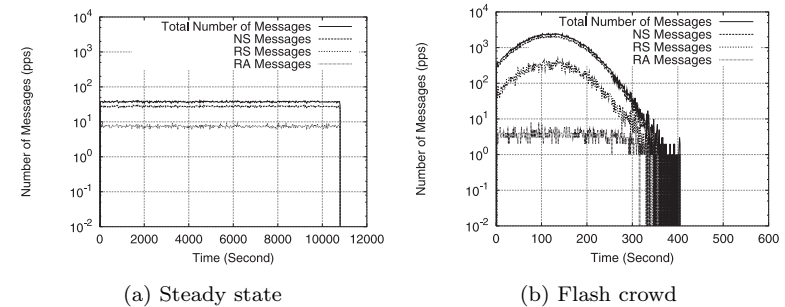 Total Number of Messages
NS Messages
RS Messages
RA Messages
Number of Messages (pps)
10^4
10^3
10^2
10^1
10^0
10^-1
10^-2
0 2000 4000 6000 8000 10000 12000
Time (Second)
(a) Steady state
Total Number of Messages
NS Messages
RS Messages
RA Messages
Number of Messages (pps)
10^4
10^3
10^2
10^1
10^0
10^-1
10^-2
0 100 200 300 400 500 600
Time (Second)
(b) Flash crowd